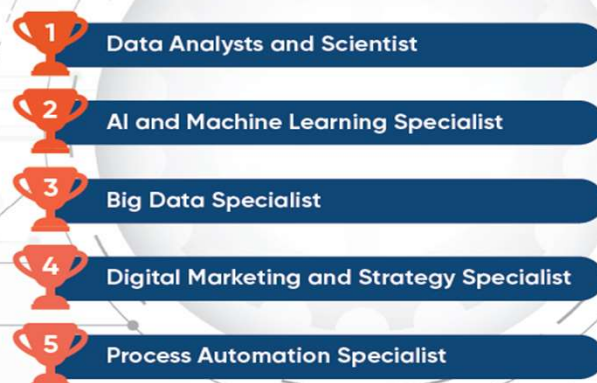 1 Data Analysts and Scientist
2 AI and Machine Learning Specialist
3 Big Data Specialist
4 Digital Marketing and Strategy Specialist
5 Process Automation Specialist